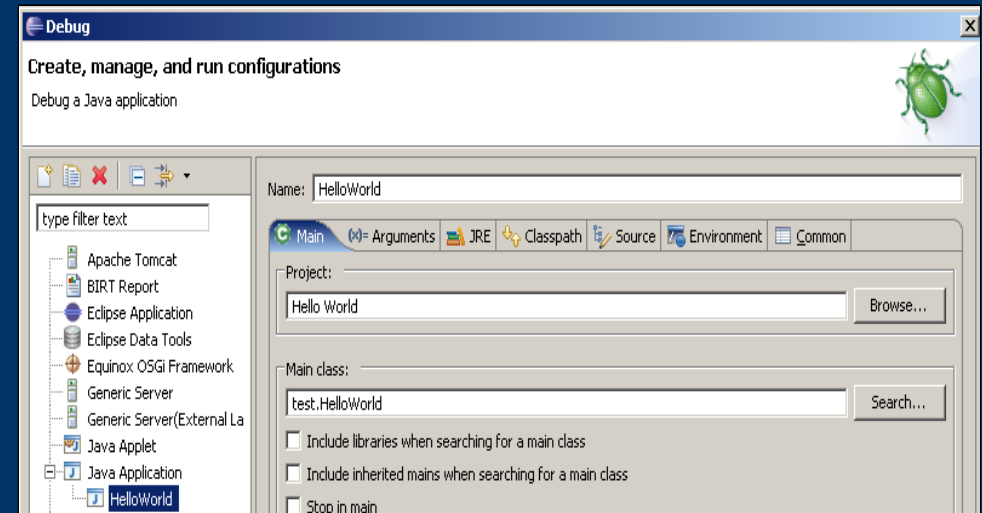 Debug
Create, manage, and run configurations
Debug a Java application
type filter text
Apache Tomcat
BIRT Report
Eclipse Application
Eclipse Data Tools
Equinox OSGi Framework
Generic Server
Generic Server(External La
Java Applet
Java Application
HelloWorld
Name: HelloWorld
Main (x)= Arguments JRE Classpath Source Environment Common
Project:
Hello World Browse...
Main class:
test.HelloWorld Search...
Include libraries when searching for a main class
Include inherited mains when searching for a main class
Stop in main